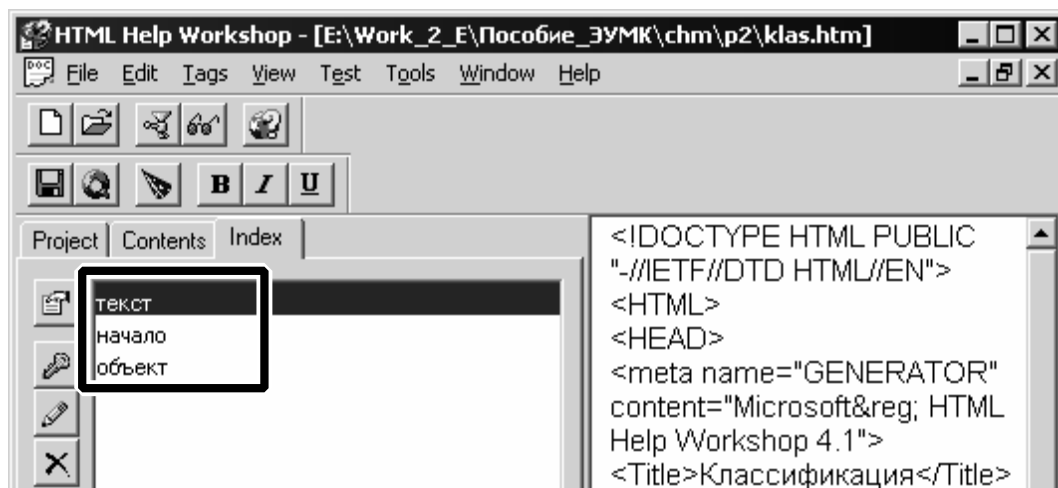 HTML Help Workshop - [E:\Work_2_E\Пособие_ЭУМК\chm\p2\klas.htm]
File Edit Tags View Test Tools Window Help
B I U
Project Contents Index
текст
начало
объект
<!DOCTYPE HTML PUBLIC
"-//IETF//DTD HTML//EN">
<HTML>
<HEAD>
<meta name="GENERATOR"
content="Microsoft&reg; HTML
Help Workshop 4.1">
<Title>Классификация</Title>